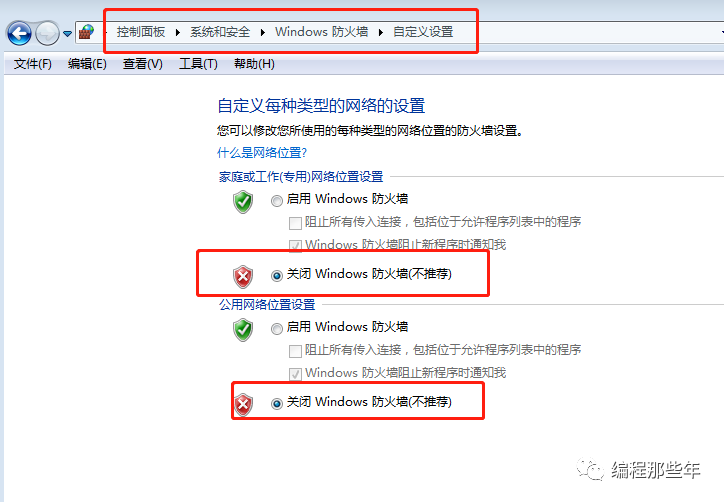 控制面板 ▸ 系统和安全 ▸ Windows 防火墙 ▸ 自定义设置
文件(F) 编辑(E) 查看(V) 工具(T) 帮助(H)
自定义每种类型的网络的设置
您可以修改您所使用的每种类型的网络位置的防火墙设置。
什么是网络位置?
家庭或工作(专用)网络位置设置
启用 Windows 防火墙
阻止所有传入连接，包括位于允许程序列表中的程序
Windows 防火墙阻止新程序时通知我
关闭 Windows 防火墙(不推荐)
公用网络位置设置
启用 Windows 防火墙
阻止所有传入连接，包括位于允许程序列表中的程序
Windows 防火墙阻止新程序时通知我
关闭 Windows 防火墙(不推荐)
编程那些年